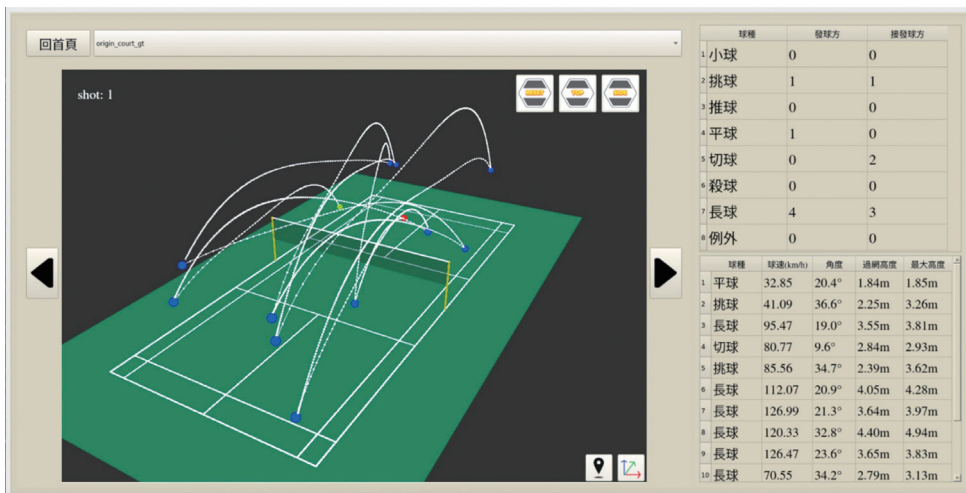 回首頁 origin_court_gt
shot: 1
RESET TOP SIDE
球種 發球方 接發球方
1 小球 0 0
2 挑球 1 1
3 推球 0 0
4 平球 1 0
5 切球 0 2
6 殺球 0 0
7 長球 4 3
8 例外 0 0
球種 球速(km/h) 角度 過網高度 最大高度
1 平球 32.85 20.4° 1.84m 1.85m
2 挑球 41.09 36.6° 2.25m 3.26m
3 長球 95.47 19.0° 3.55m 3.81m
4 切球 80.77 9.6° 2.84m 2.93m
5 挑球 85.56 34.7° 2.39m 3.62m
6 長球 112.07 20.9° 4.05m 4.28m
7 長球 126.99 21.3° 3.64m 3.97m
8 長球 120.33 32.8° 4.40m 4.94m
9 長球 126.47 23.6° 3.65m 3.83m
10 長球 70.55 34.2° 2.79m 3.13m